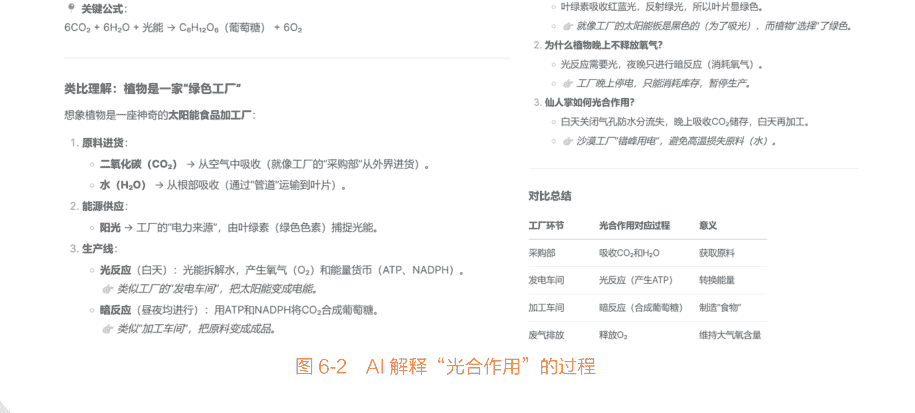 📍 关键公式：
6CO₂ + 6H₂O + 光能 → C₆H₁₂O₆（葡萄糖）+ 6O₂
类比理解：植物是一家“绿色工厂”
想象植物是一座神奇的太阳能食品加工厂：
1. 原料进货：
二氧化碳（CO₂） → 从空气中吸收（就像工厂的“采购部”从外界进货）。
水（H₂O） → 从根部吸收（通过“管道”运输到叶片）。
2. 能源供应：
阳光 → 工厂的“电力来源”，由叶绿素（绿色色素）捕捉光能。
3. 生产线：
光反应（白天）：光能拆解水，产生氧气（O₂）和能量货币（ATP、NADPH）。
👉 类似工厂的“发电车间”，把太阳能变成电能。
暗反应（昼夜均进行）：用ATP和NADPH将CO₂合成葡萄糖。
👉 类似“加工车间”，把原料变成成品。
叶绿素吸收红蓝光，反射绿光，所以叶片显绿色。
👉 就像工厂的太阳能板是黑色的（为了吸光），而植物“选择”了绿色。
2. 为什么植物晚上不释放氧气？
光反应需要光，夜晚只进行暗反应（消耗氧气）。
👉 工厂晚上停电，只能消耗库存，暂停生产。
3. 仙人掌如何光合作用？
白天关闭气孔防水分流失，晚上吸收CO₂储存，白天再加工。
👉 沙漠工厂“错峰用电”，避免高温损失原料（水）。
对比总结
工厂环节 光合作用对应过程 意义
采购部 吸收CO₂和H₂O 获取原料
发电车间 光反应（产生ATP） 转换能量
加工车间 暗反应（合成葡萄糖） 制造“食物”
废气排放 释放O₂ 维持大气氧含量
图 6-2 AI 解释“光合作用”的过程